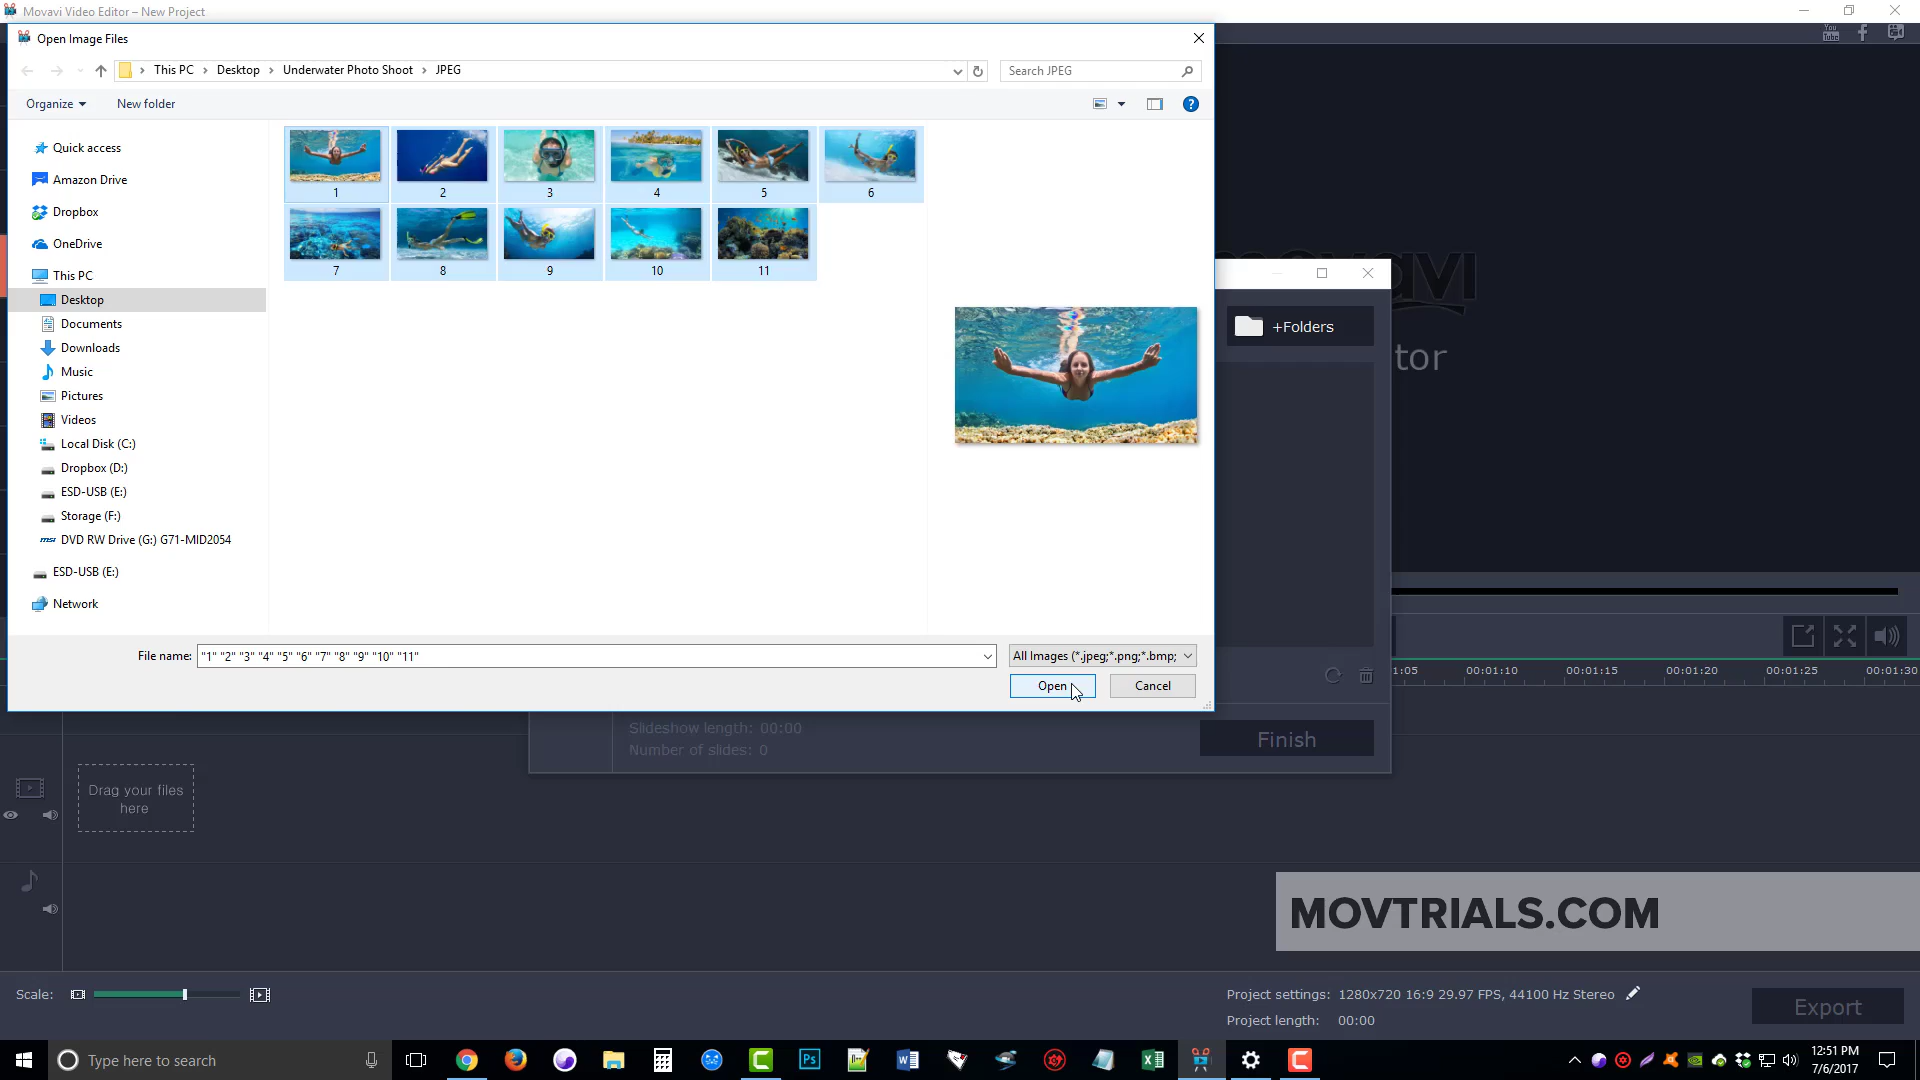 Movavi Video Editor – New Project
Open Image Files
This PC > Desktop > Underwater Photo Shoot > JPEG
Search JPEG
Organize
New folder
Quick access
Amazon Drive
Dropbox
OneDrive
This PC
Desktop
Documents
Downloads
Music
Pictures
Videos
Local Disk (C:)
Dropbox (D:)
ESD-USB (E:)
Storage (F:)
DVD RW Drive (G:) G71-MID2054
ESD-USB (E:)
Network
1 2 3 4 5 6
7 8 9 10 11
+Folders
tor
File name: "1" "2" "3" "4" "5" "6" "7" "8" "9" "10" "11"
All Images (*.jpeg;*.png;*.bmp;
Open
Cancel
1:05 00:01:10 00:01:15 00:01:20 00:01:25 00:01:30
Slideshow length: 00:00
Number of slides: 0
Finish
Drag your files
here
MOVTRIALS.COM
Scale:
Project settings: 1280x720 16:9 29.97 FPS, 44100 Hz Stereo
Project length: 00:00
Export
Type here to search
12:51 PM
7/6/2017